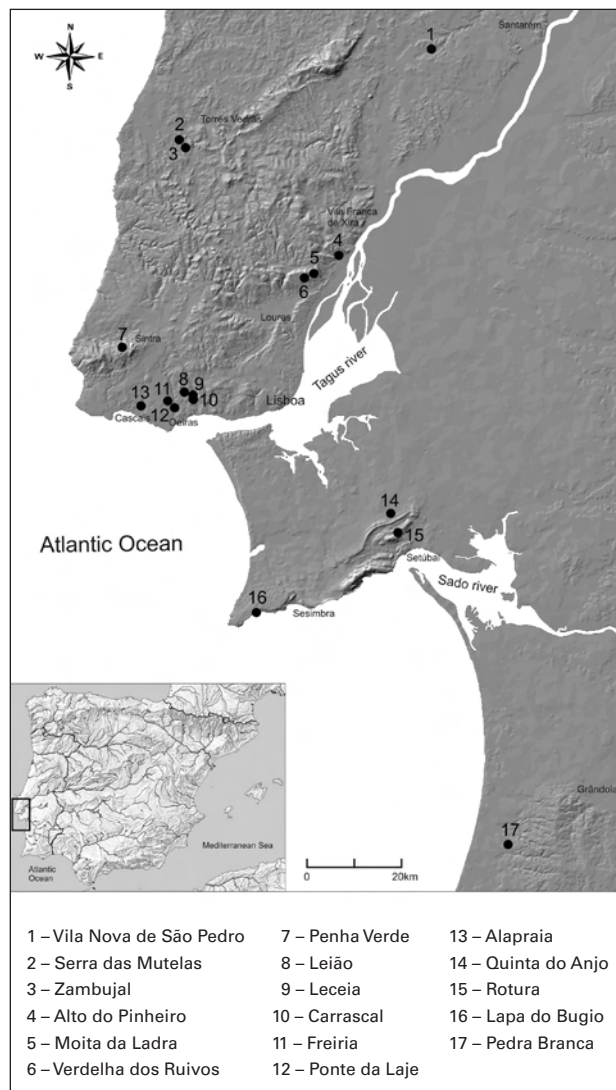 N
W E
S
1
Santarém
2
Torres Vedras
3
Vila Franca
de Xira
4
5
6
Loures
7
Sintra
8
9
11
10
13
12
Lisboa
Cascais
Oeiras
Tagus river
14
Atlantic Ocean
15
Setúbal
Sado river
16
Sesimbra
Grândola
17
Mediterranean Sea
Atlantic
Ocean
0 20km
1 – Vila Nova de São Pedro 7 – Penha Verde 13 – Alapraia
2 – Serra das Mutelas 8 – Leião 14 – Quinta do Anjo
3 – Zambujal 9 – Leceia 15 – Rotura
4 – Alto do Pinheiro 10 – Carrascal 16 – Lapa do Bugio
5 – Moita da Ladra 11 – Freiria 17 – Pedra Branca
6 – Verdelha dos Ruivos 12 – Ponte da Laje